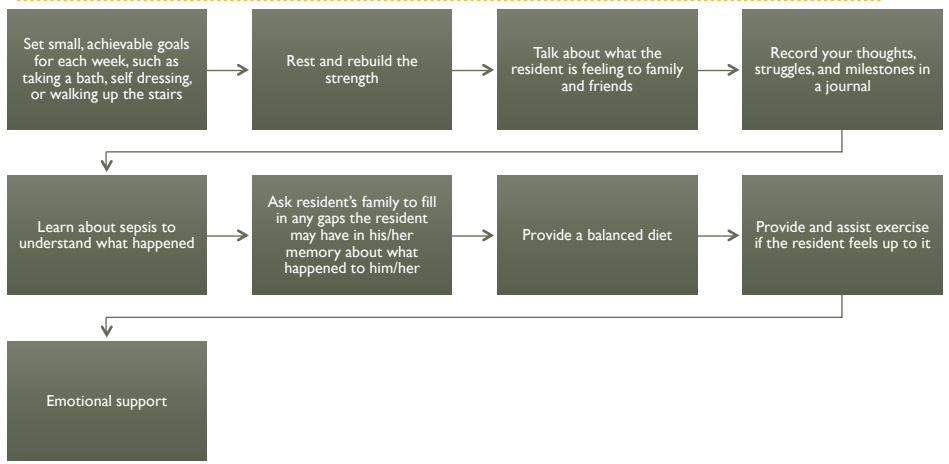 Set small, achievable goals
for each week, such as
taking a bath, self dressing,
or walking up the stairs
Rest and rebuild the
strength
Talk about what the
resident is feeling to family
and friends
Record your thoughts,
struggles, and milestones in
a journal
Learn about sepsis to
understand what happened
Ask resident's family to fill
in any gaps the resident
may have in his/her
memory about what
happened to him/her
Provide a balanced diet
Provide and assist exercise
if the resident feels up to it
Emotional support